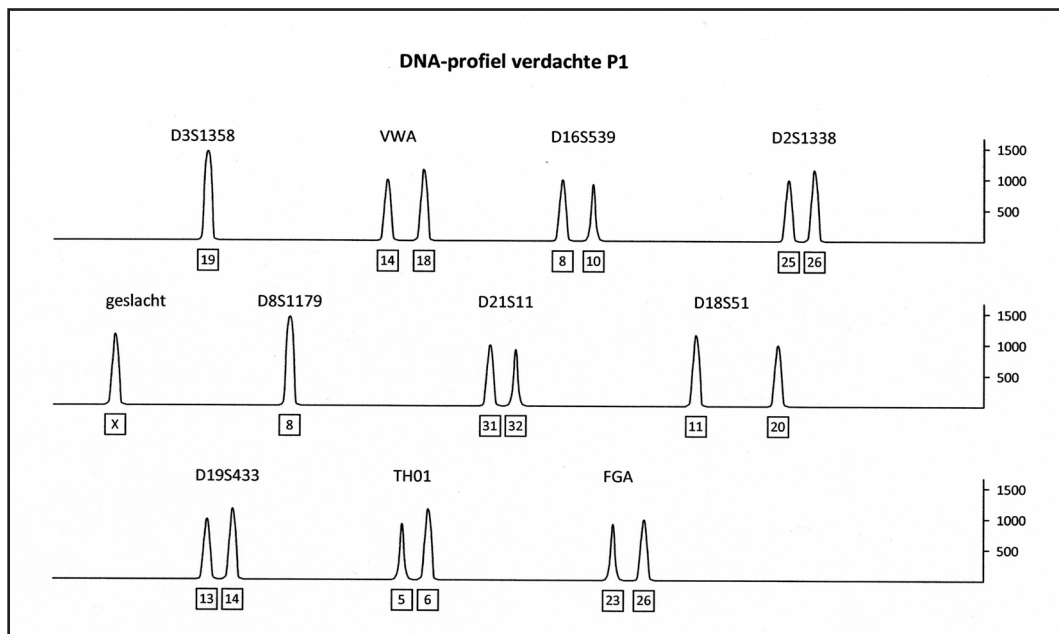 DNA-profiel verdachte P1
D3S1358 VWA D16S539 D2S1338
1500
1000
500
19 14 18 8 10 25 26
geslacht D8S1179 D21S11 D18S51
1500
1000
500
X 8 31 32 11 20
D19S433 TH01 FGA
1500
1000
500
13 14 5 6 23 26